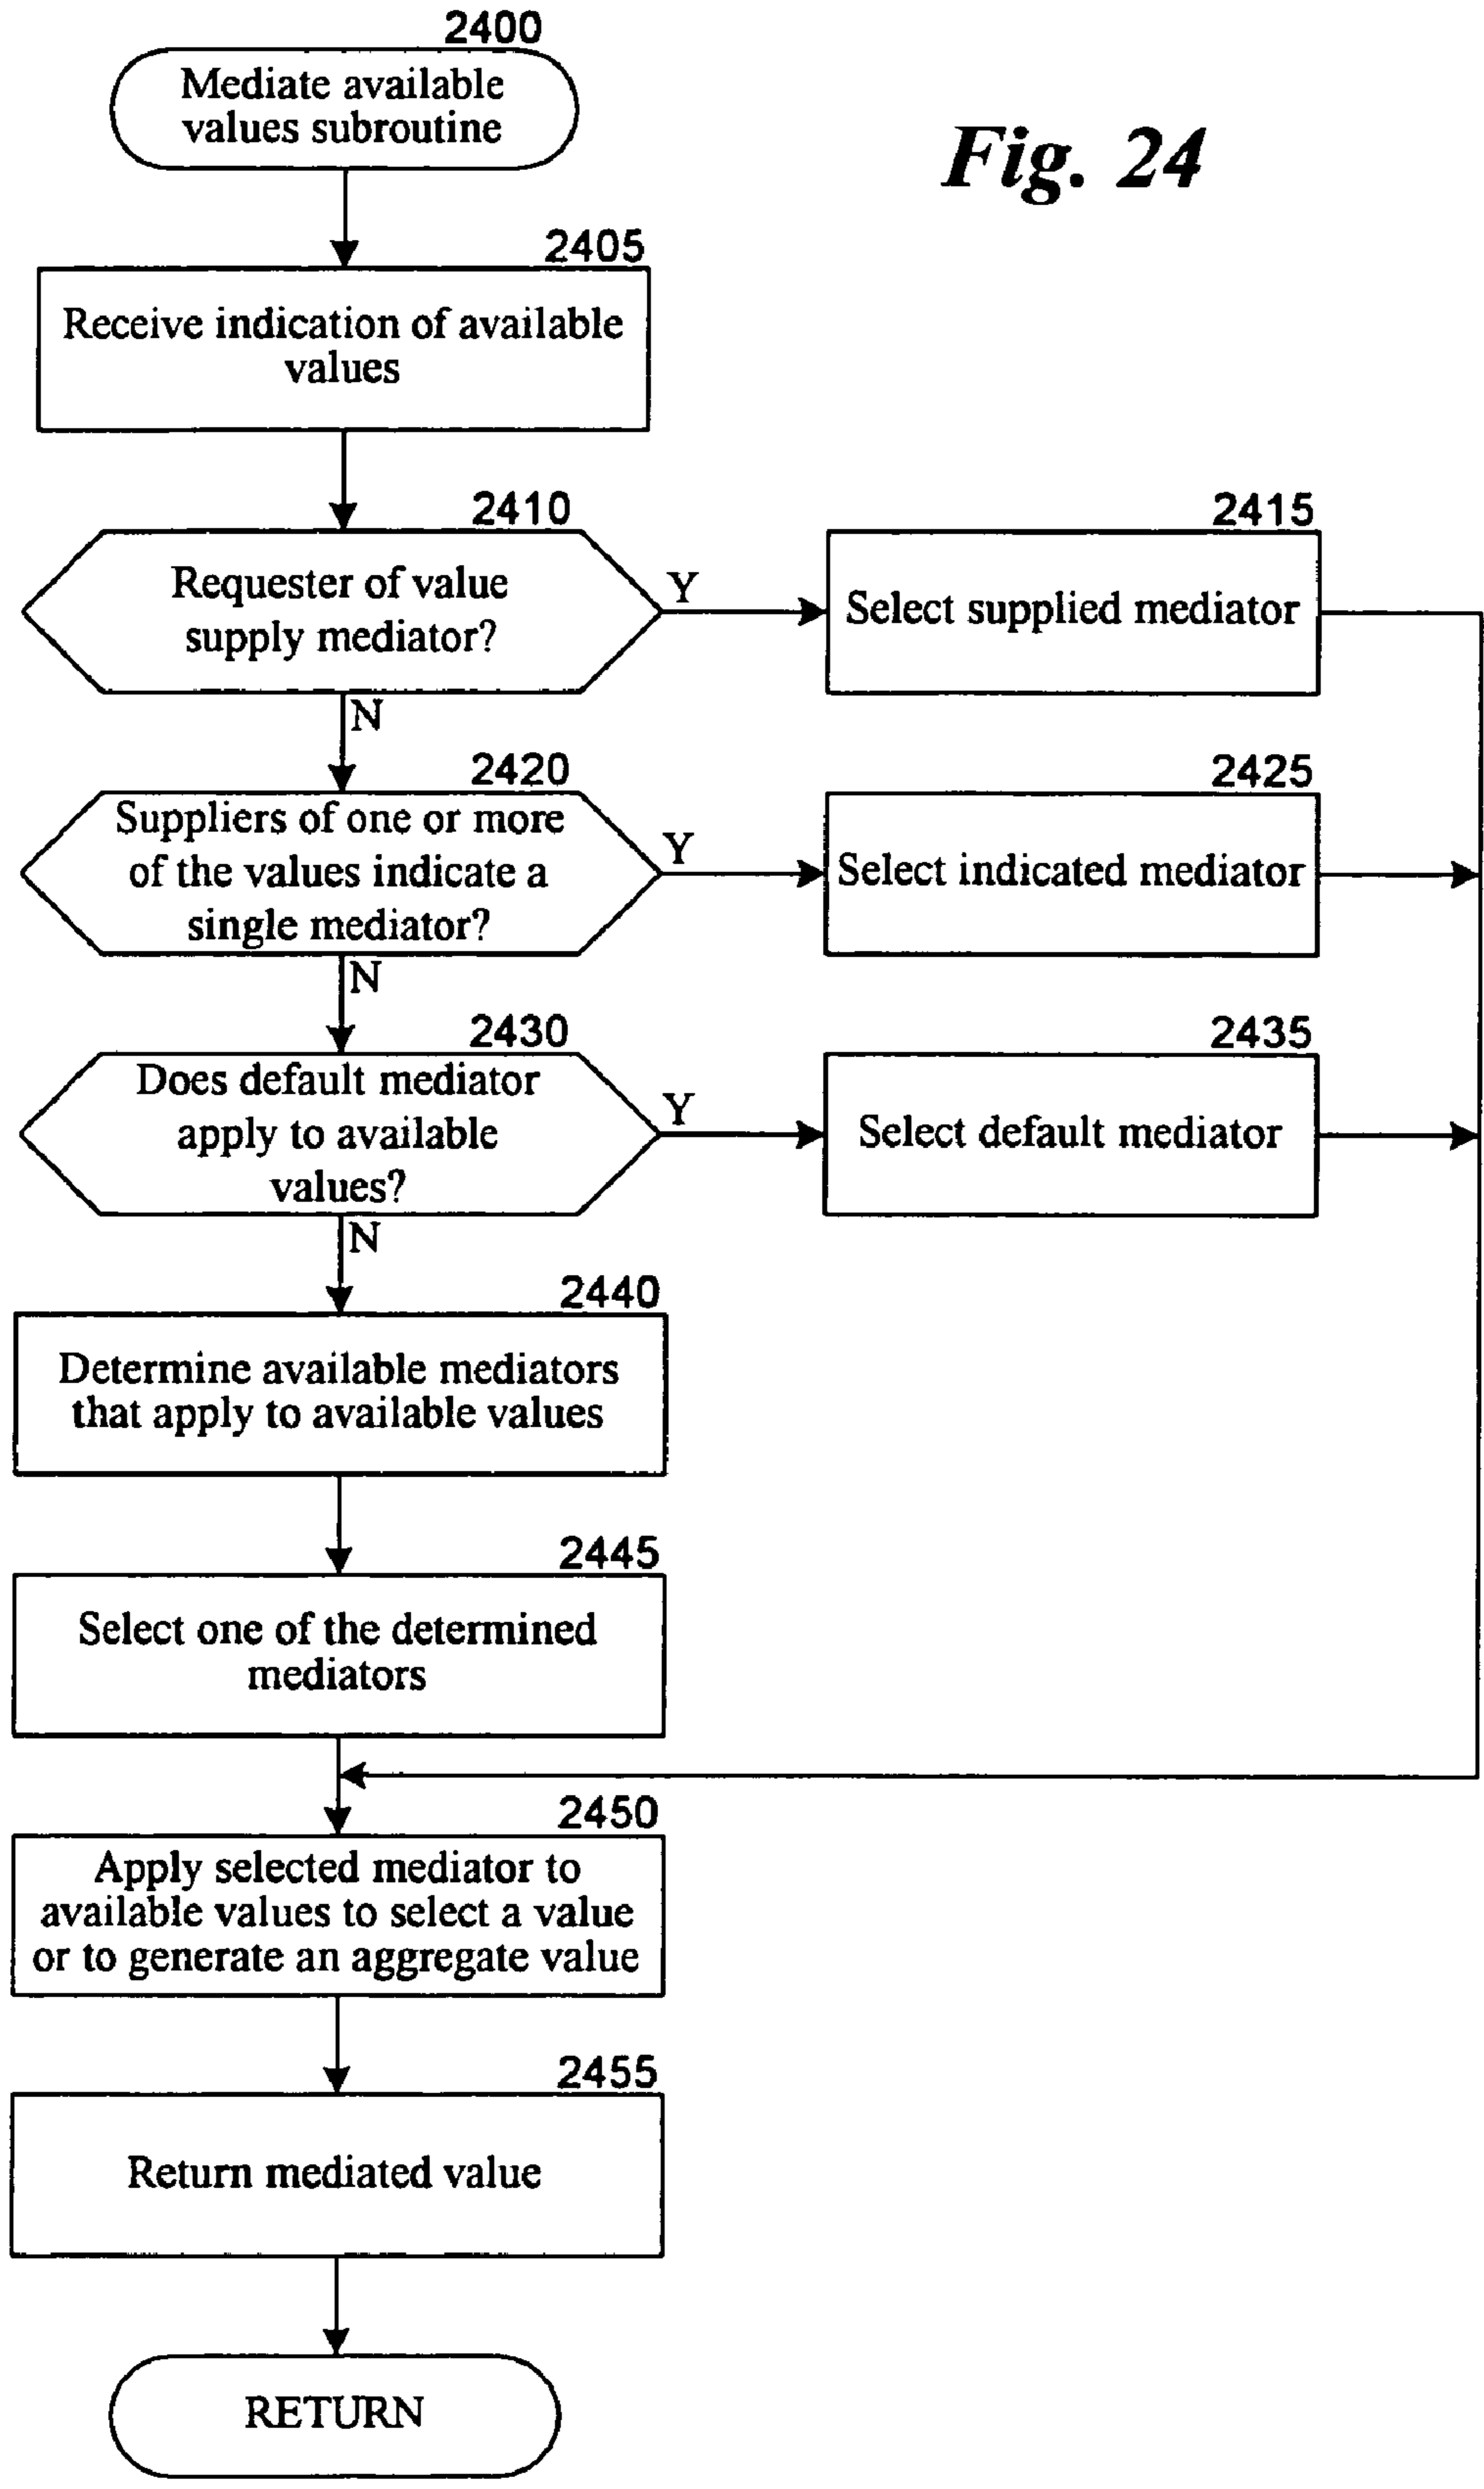 2400
Mediate available
values subroutine
Fig. 24
2405
Receive indication of available
values
2410
Requester of value
supply mediator?
Y
N
2415
Select supplied mediator
2420
Suppliers of one or more
of the values indicate a
single mediator?
Y
N
2425
Select indicated mediator
2430
Does default mediator
apply to available
values?
Y
N
2435
Select default mediator
2440
Determine available mediators
that apply to available values
2445
Select one of the determined
mediators
2450
Apply selected mediator to
available values to select a value
or to generate an aggregate value
2455
Return mediated value
RETURN